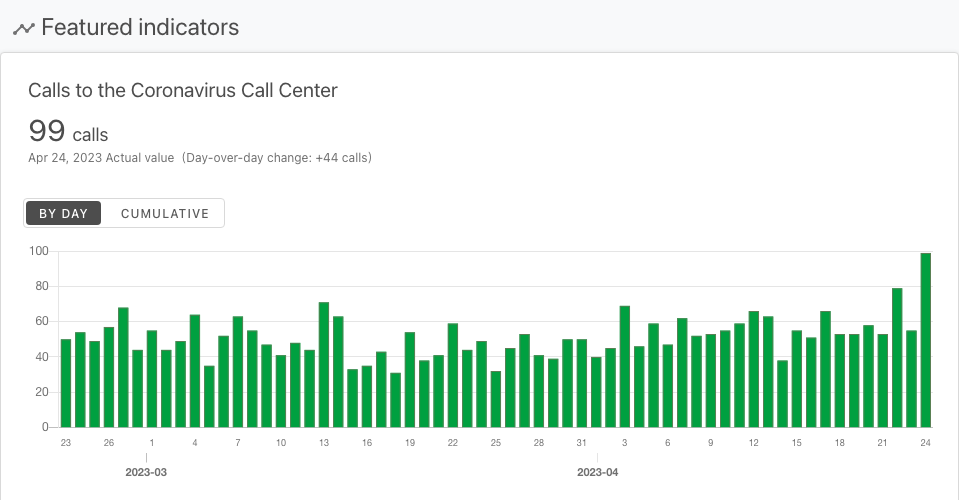 Featured indicators
Calls to the Coronavirus Call Center
99 calls
Apr 24, 2023 Actual value (Day-over-day change: +44 calls)
BY DAY CUMULATIVE
100
80
60
40
20
0
23 26 1 4 7 10 13 16 19 22 25 28 31 3 6 9 12 15 18 21 24
2023-03 2023-04